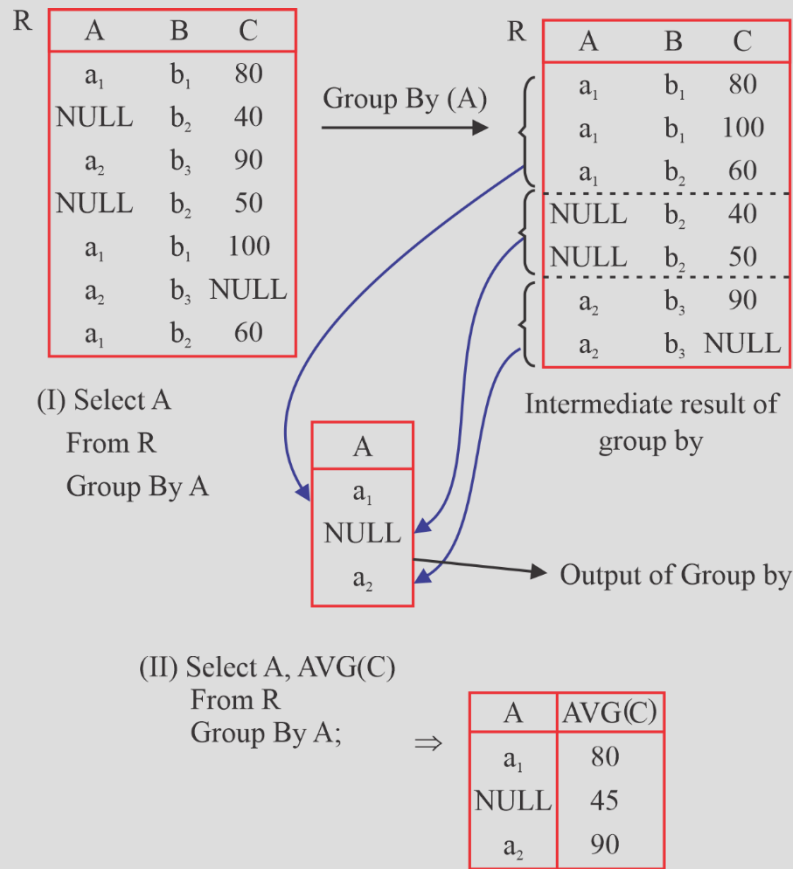 R
A B C
a₁ b₁ 80
NULL b₂ 40
a₂ b₃ 90
NULL b₂ 50
a₁ b₁ 100
a₂ b₃ NULL
a₁ b₂ 60
Group By (A)
R
A B C
a₁ b₁ 80
a₁ b₁ 100
a₁ b₂ 60
NULL b₂ 40
NULL b₂ 50
a₂ b₃ 90
a₂ b₃ NULL
Intermediate result of
group by
(I) Select A
From R
Group By A
A
a₁
NULL
a₂
Output of Group by
(II) Select A, AVG(C)
From R
Group By A;
⇒
A AVG(C)
a₁ 80
NULL 45
a₂ 90